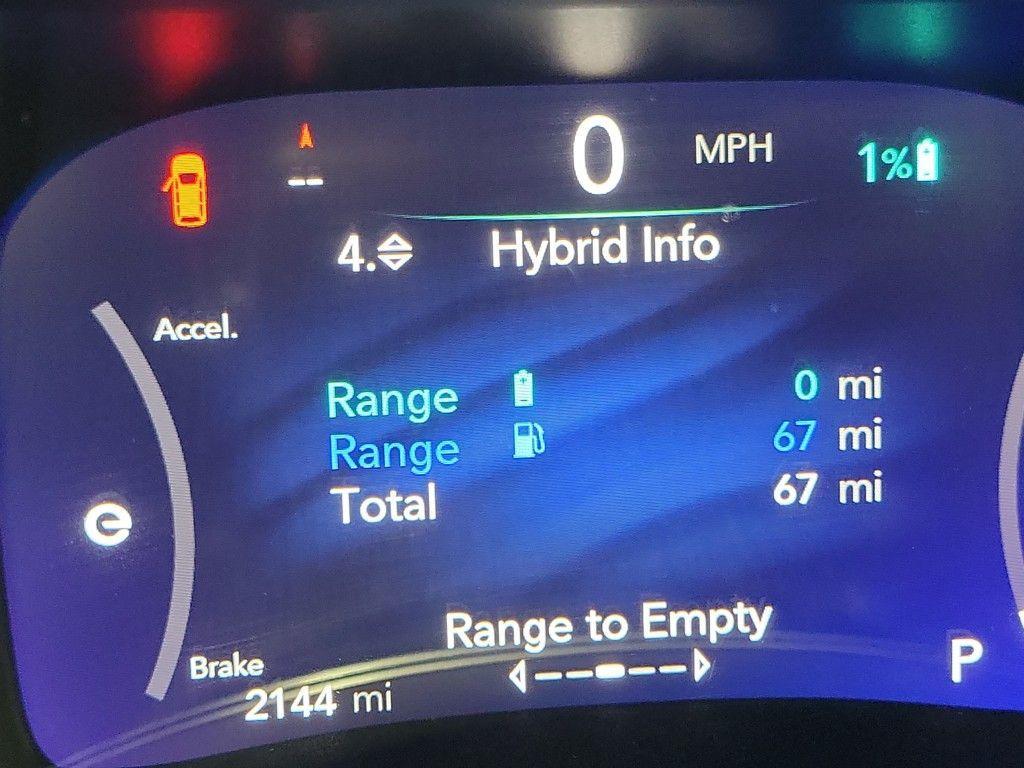 0 MPH 1%
--
4. Hybrid Info
Accel.
Range 0 mi
Range 67 mi
Total 67 mi
e
Range to Empty
Brake
P
2144 mi